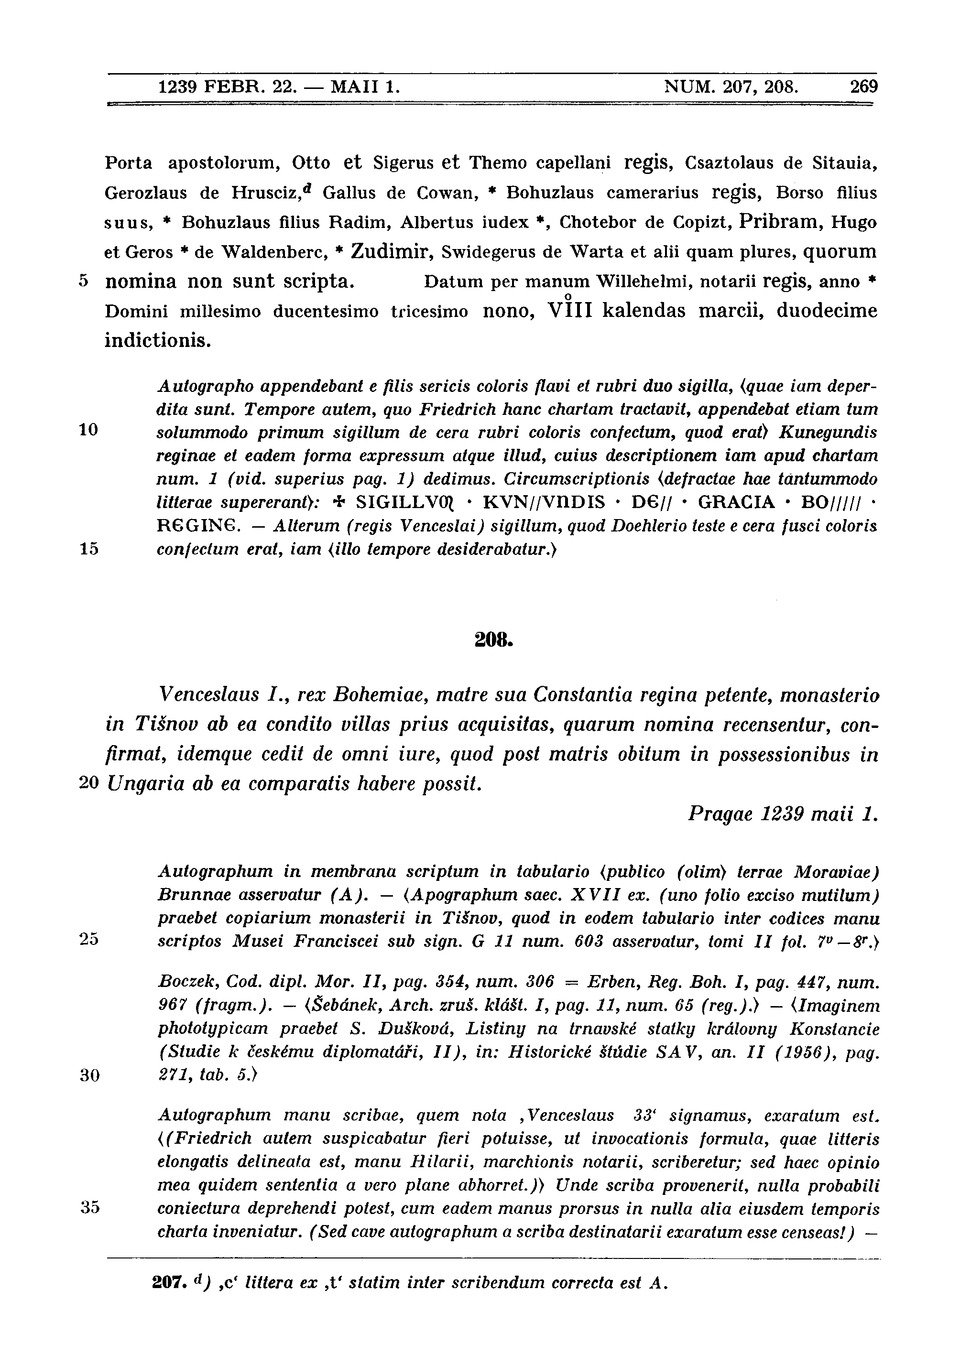 1239 FEBR. 22. — MAII 1. NUM. 207, 208. 269
Porta apostolorum, Otto et Sigerus et Themo capellani regis, Csaztolaus de Sitauia,
Gerozlaus de Hrusciz,ᵈ Gallus de Cowan, * Bohuzlaus camerarius regis, Borso filius
suus, * Bohuzlaus filius Radim, Albertus iudex *, Chotebor de Copizt, Pribram, Hugo
et Geros * de Waldenberc, * Zudimir, Swidegerus de Warta et alii quam plures, quorum
5 nomina non sunt scripta. Datum per manum Willehelmi, notarii regis, anno *
Domini millesimo ducentesimo tricesimo nono, VIII° kalendas marcii, duodecime
indictionis.
Autographo appendebant e filis sericis coloris flavi et rubri duo sigilla, ⟨quae iam deper-
dita sunt. Tempore autem, quo Friedrich hanc chartam tractavit, appendebat etiam tum
10 solummodo primum sigillum de cera rubri coloris confectum, quod erat⟩ Kunegundis
reginae et eadem forma expressum atque illud, cuius descriptionem iam apud chartam
num. 1 (vid. superius pag. 1) dedimus. Circumscriptionis ⟨defractae hae tantummodo
litterae supererant⟩: ✚ SIGILLVꝳ · KVN//VnDIS · DЄ// · GRACIA · BO///// ·
RЄGINЄ. — Alterum (regis Venceslai) sigillum, quod Doehlerio teste e cera fusci coloris
15 confectum erat, iam ⟨illo tempore desiderabatur.⟩
208.
Venceslaus I., rex Bohemiae, matre sua Constantia regina petente, monasterio
in Tišnov ab ea condito villas prius acquisitas, quarum nomina recensentur, con-
firmat, idemque cedit de omni iure, quod post matris obitum in possessionibus in
20 Ungaria ab ea comparatis habere possit.
Pragae 1239 maii 1.
Autographum in membrana scriptum in tabulario ⟨publico (olim⟩ terrae Moraviae)
Brunnae asservatur (A). — ⟨Apographum saec. XVII ex. (uno folio exciso mutilum)
praebet copiarium monasterii in Tišnov, quod in eodem tabulario inter codices manu
25 scriptos Musei Francisci sub sign. G 11 num. 603 asservatur, tomi II fol. 7ᵛ—8ʳ.⟩
Boczek, Cod. dipl. Mor. II, pag. 354, num. 306 = Erben, Reg. Boh. I, pag. 447, num.
967 (fragm.). — ⟨Šebánek, Arch. zruš. klášt. I, pag. 11, num. 65 (reg.).⟩ — ⟨Imaginem
phototypicam praebet S. Dušková, Listiny na trnavské statky královny Konstancie
(Studie k českému diplomatáři, II), in: Historické štúdie SAV, an. II (1956), pag.
30 271, tab. 5.⟩
Autographum manu scribae, quem nota ‚Venceslaus 33‘ signamus, exaratum est.
⟨(Friedrich autem suspicabatur fieri potuisse, ut invocationis formula, quae litteris
elongatis delineata est, manu Hilarii, marchionis notarii, scriberetur; sed haec opinio
mea quidem sententia a vero plane abhorret.)⟩ Unde scriba provenerit, nulla probabili
35 coniectura deprehendi potest, cum eadem manus prorsus in nulla alia eiusdem temporis
charta inveniatur. (Sed cave autographum a scriba destinatarii exaratum esse censeas!) —
207. ᵈ) ‚c‘ littera ex ‚t‘ statim inter scribendum correcta est A.